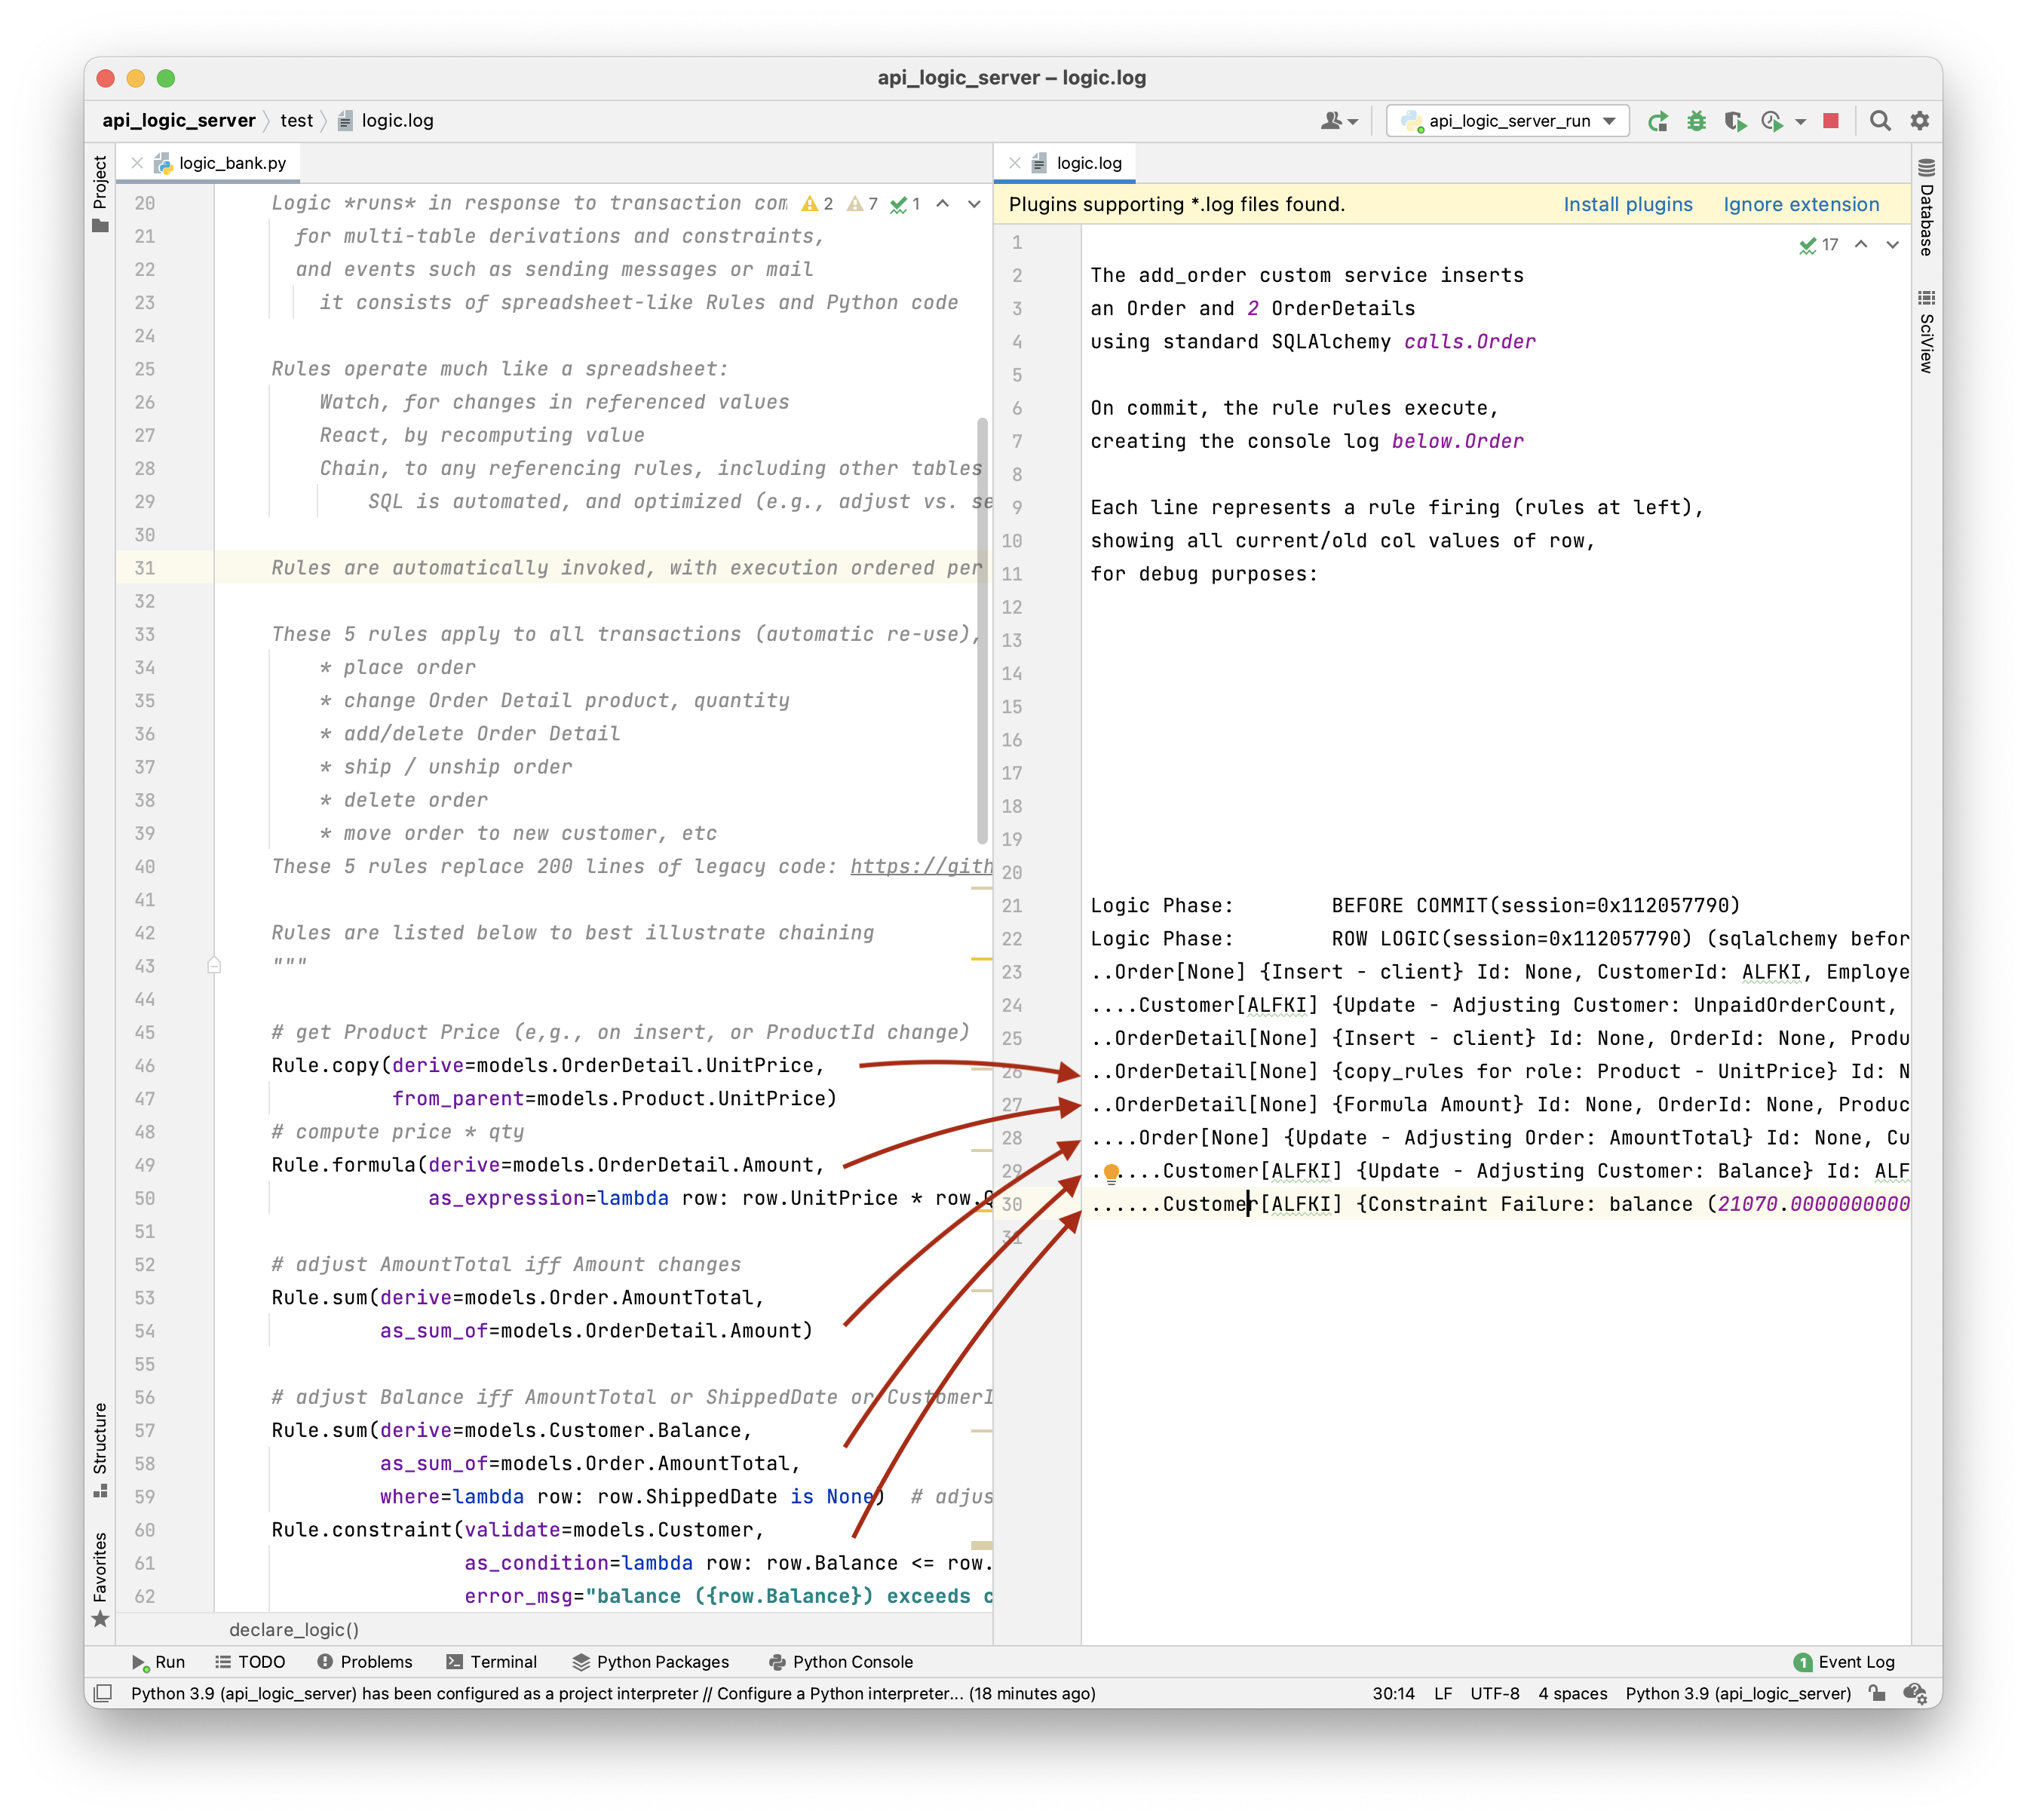 api_logic_server – logic.log
api_logic_server
test
logic.log
api_logic_server_run
Project
logic_bank.py
20 Logic *runs* in response to transaction com
2 7 1
21 for multi-table derivations and constraints,
22 and events such as sending messages or mail
23 it consists of spreadsheet-like Rules and Python code
24
25 Rules operate much like a spreadsheet:
26 Watch, for changes in referenced values
27 React, by recomputing value
28 Chain, to any referencing rules, including other tables
29 SQL is automated, and optimized (e.g., adjust vs. se
30
31 Rules are automatically invoked, with execution ordered per
32
33 These 5 rules apply to all transactions (automatic re-use),
34 * place order
35 * change Order Detail product, quantity
36 * add/delete Order Detail
37 * ship / unship order
38 * delete order
39 * move order to new customer, etc
40 These 5 rules replace 200 lines of legacy code: https://gith
41
42 Rules are listed below to best illustrate chaining
43 """
44
45 # get Product Price (e,g., on insert, or ProductId change)
46 Rule.copy(derive=models.OrderDetail.UnitPrice,
47 from_parent=models.Product.UnitPrice)
48 # compute price * qty
49 Rule.formula(derive=models.OrderDetail.Amount,
50 as_expression=lambda row: row.UnitPrice * row.Q
51
52 # adjust AmountTotal iff Amount changes
53 Rule.sum(derive=models.Order.AmountTotal,
54 as_sum_of=models.OrderDetail.Amount)
55
56 # adjust Balance iff AmountTotal or ShippedDate or CustomerI
57 Rule.sum(derive=models.Customer.Balance,
58 as_sum_of=models.Order.AmountTotal,
59 where=lambda row: row.ShippedDate is None) # adjus
60 Rule.constraint(validate=models.Customer,
61 as_condition=lambda row: row.Balance <= row.
62 error_msg="balance ({row.Balance}) exceeds c
declare_logic()
Structure
Favorites
logic.log
Plugins supporting *.log files found. Install plugins Ignore extension
1
17
2 The add_order custom service inserts
3 an Order and 2 OrderDetails
4 using standard SQLAlchemy calls.Order
5
6 On commit, the rule rules execute,
7 creating the console log below.Order
8
9 Each line represents a rule firing (rules at left),
10 showing all current/old col values of row,
11 for debug purposes:
12
13
14
15
16
17
18
19
20
21 Logic Phase: BEFORE COMMIT(session=0x112057790)
22 Logic Phase: ROW LOGIC(session=0x112057790) (sqlalchemy befor
23 ..Order[None] {Insert - client} Id: None, CustomerId: ALFKI, Employe
24 ....Customer[ALFKI] {Update - Adjusting Customer: UnpaidOrderCount,
25 ..OrderDetail[None] {Insert - client} Id: None, OrderId: None, Produ
26 ..OrderDetail[None] {copy_rules for role: Product - UnitPrice} Id: N
27 ..OrderDetail[None] {Formula Amount} Id: None, OrderId: None, Produc
28 ....Order[None] {Update - Adjusting Order: AmountTotal} Id: None, Cu
29 ......Customer[ALFKI] {Update - Adjusting Customer: Balance} Id: ALF
30 ......Customer[ALFKI] {Constraint Failure: balance (21070.0000000000
31
Database
SciView
Run TODO Problems Terminal Python Packages Python Console 1 Event Log
Python 3.9 (api_logic_server) has been configured as a project interpreter // Configure a Python interpreter... (18 minutes ago) 30:14 LF UTF-8 4 spaces Python 3.9 (api_logic_server)